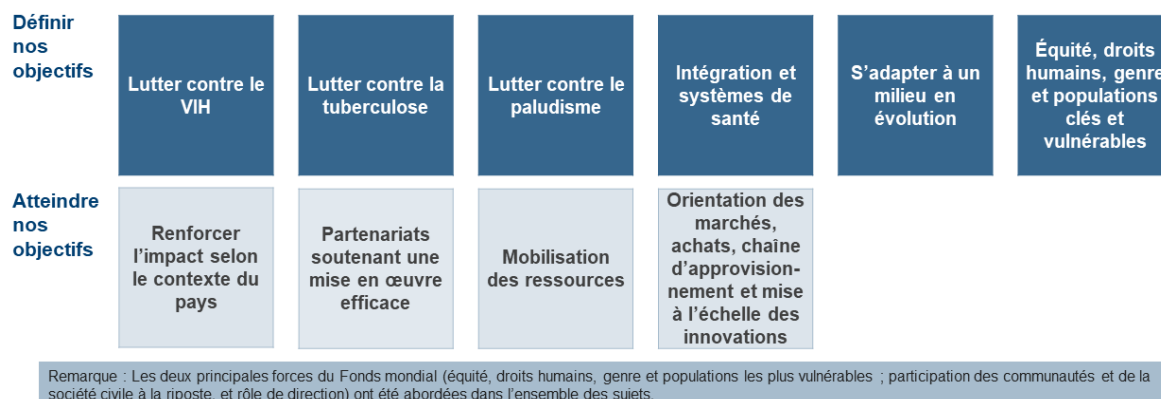 Définir
nos
objectifs
Lutter contre le
VIH
Lutter contre la
tuberculose
Lutter contre le
paludisme
Intégration et
systèmes de
santé
S’adapter à un
milieu en
évolution
Équité, droits
humains, genre
et populations
clés et
vulnérables
Atteindre
nos
objectifs
Renforcer
l’impact selon
le contexte du
pays
Partenariats
soutenant une
mise en œuvre
efficace
Mobilisation
des ressources
Orientation des
marchés,
achats, chaîne
d’approvision-
nement et mise
à l’échelle des
innovations
Remarque : Les deux principales forces du Fonds mondial (équité, droits humains, genre et populations les plus vulnérables ; participation des communautés et de la
société civile à la riposte, et rôle de direction) ont été abordées dans l’ensemble des sujets.